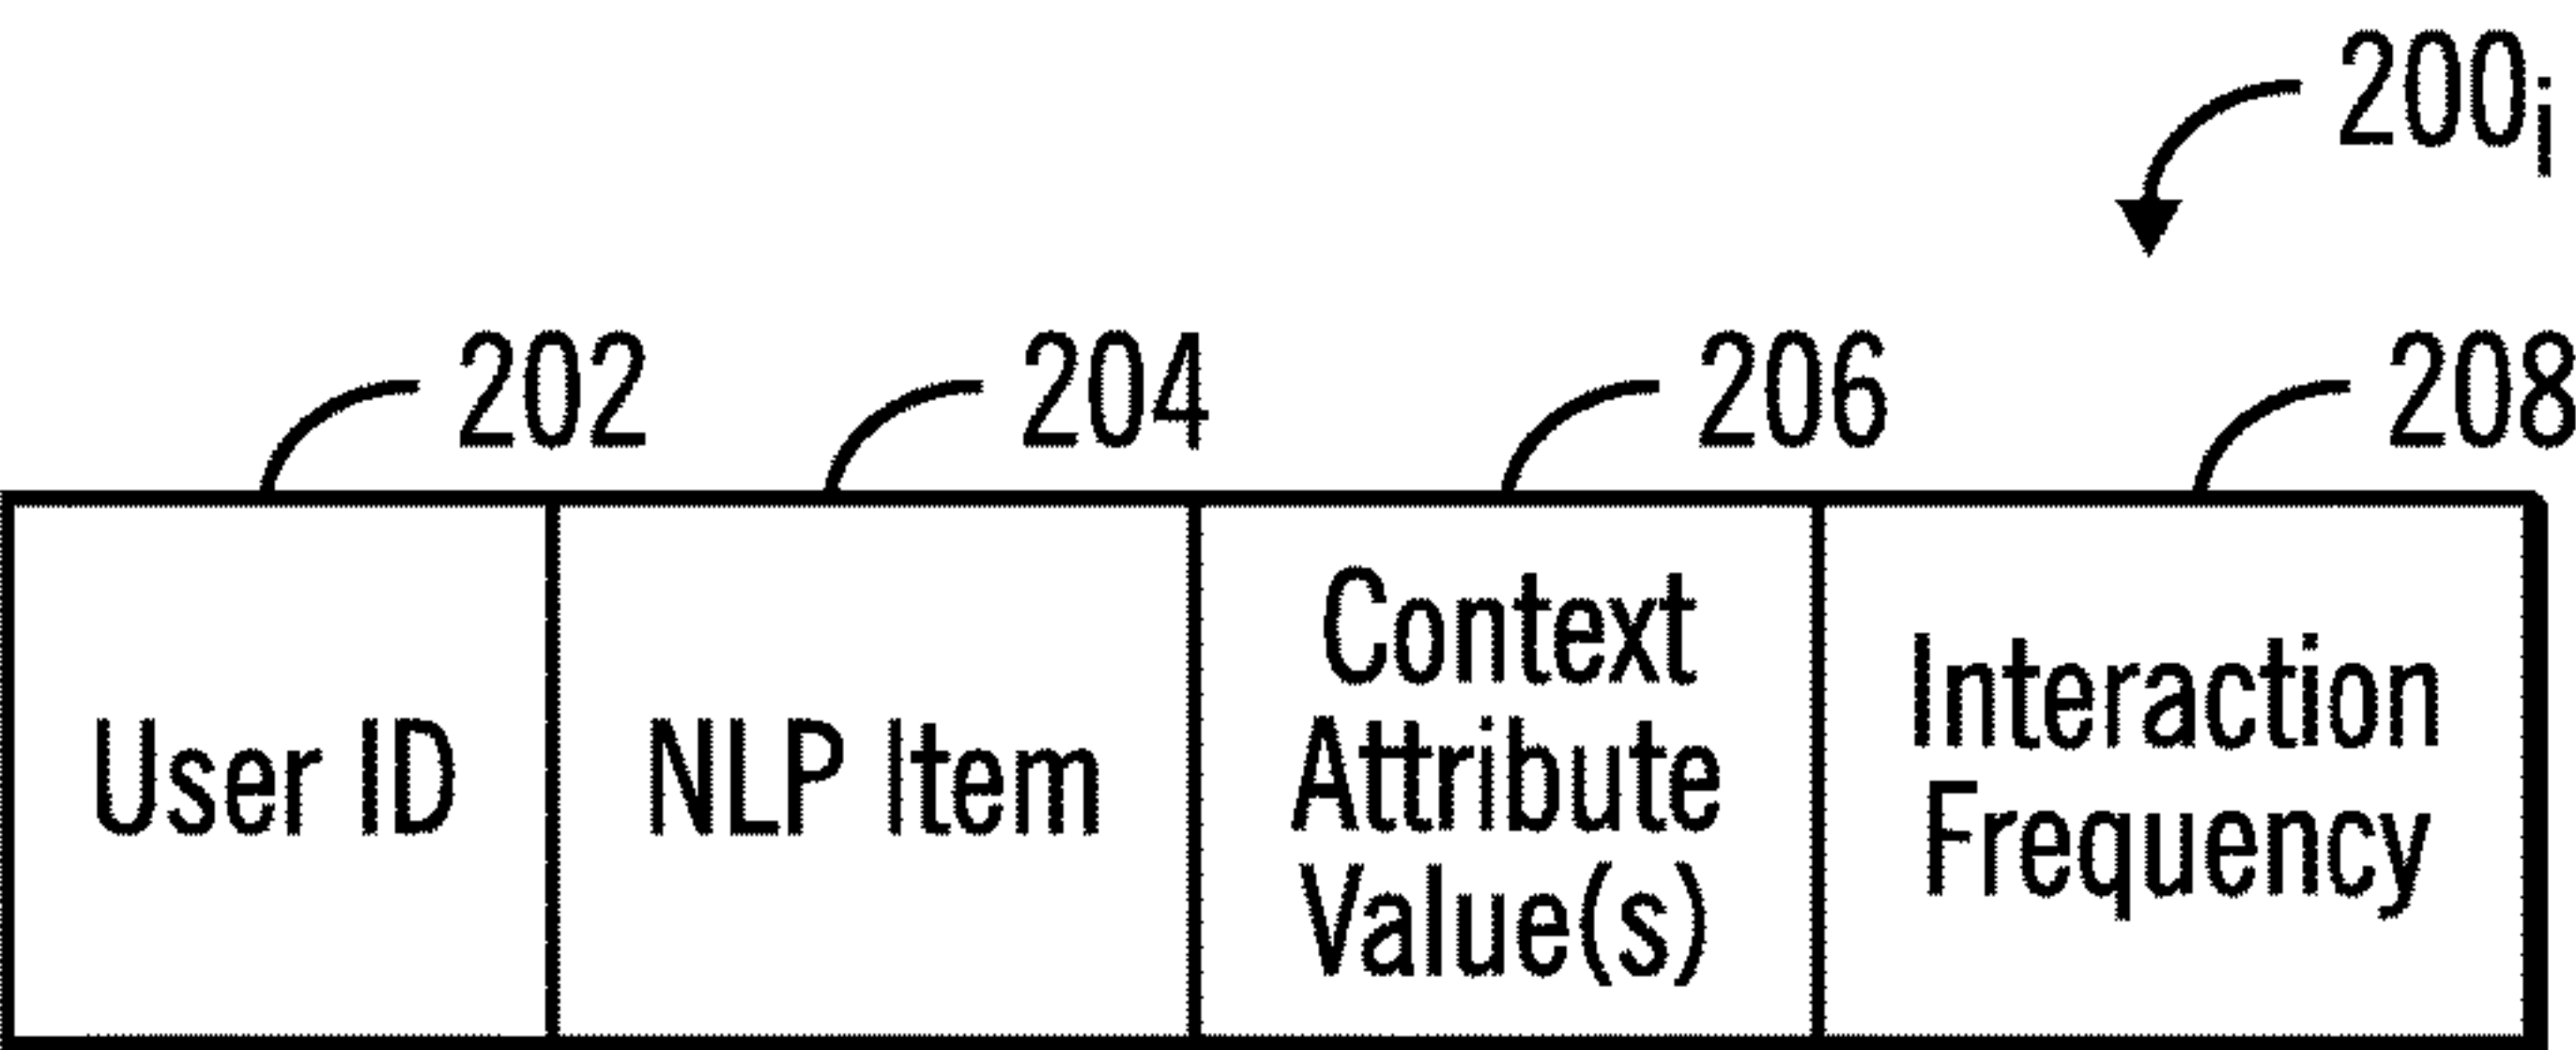 200i
202 204 206 208
User ID
NLP Item
Context
Attribute
Value(s)
Interaction
Frequency